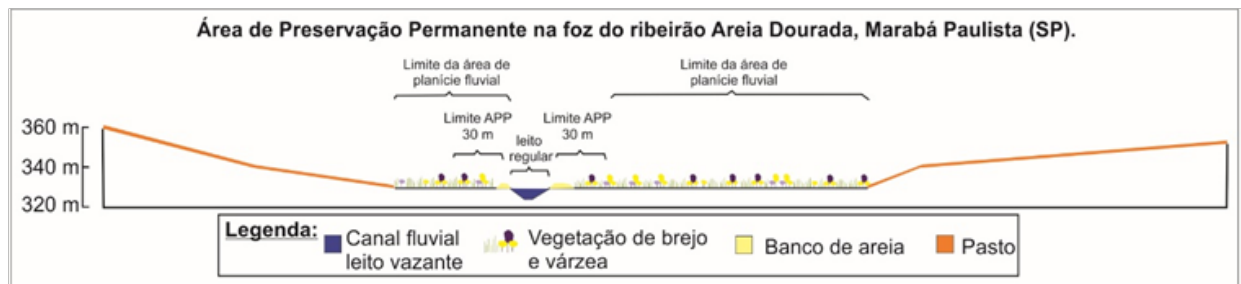 Área de Preservação Permanente na foz do ribeirão Areia Dourada, Marabá Paulista (SP).
Limite da área de
planície fluvial
Limite da área de
planície fluvial
Limite APP
30 m
leito
regular
Limite APP
30 m
360 m
340 m
320 m
Legenda:
Canal fluvial
leito vazante
Vegetação de brejo
e várzea
Banco de areia
Pasto